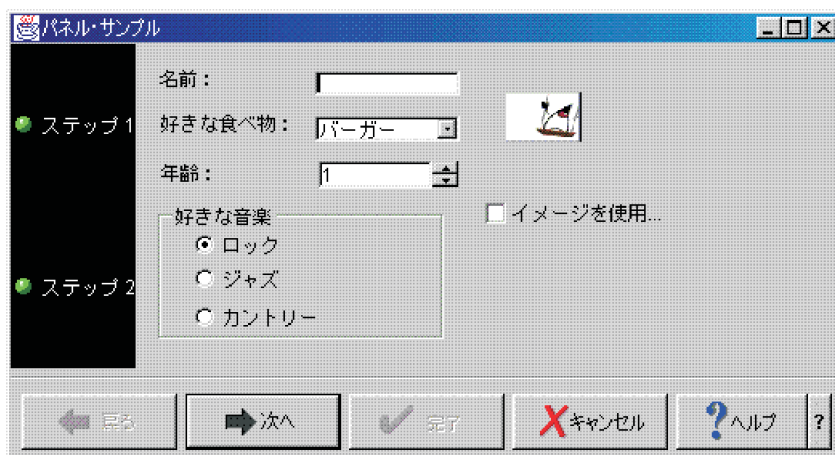 パネル・サンプル
ステップ 1
名前：
好きな食べ物：
バーガー
年齢：
1
イメージを使用...
好きな音楽
ロック
ジャズ
カントリー
ステップ 2
戻る
次へ
完了
キャンセル
ヘルプ
?